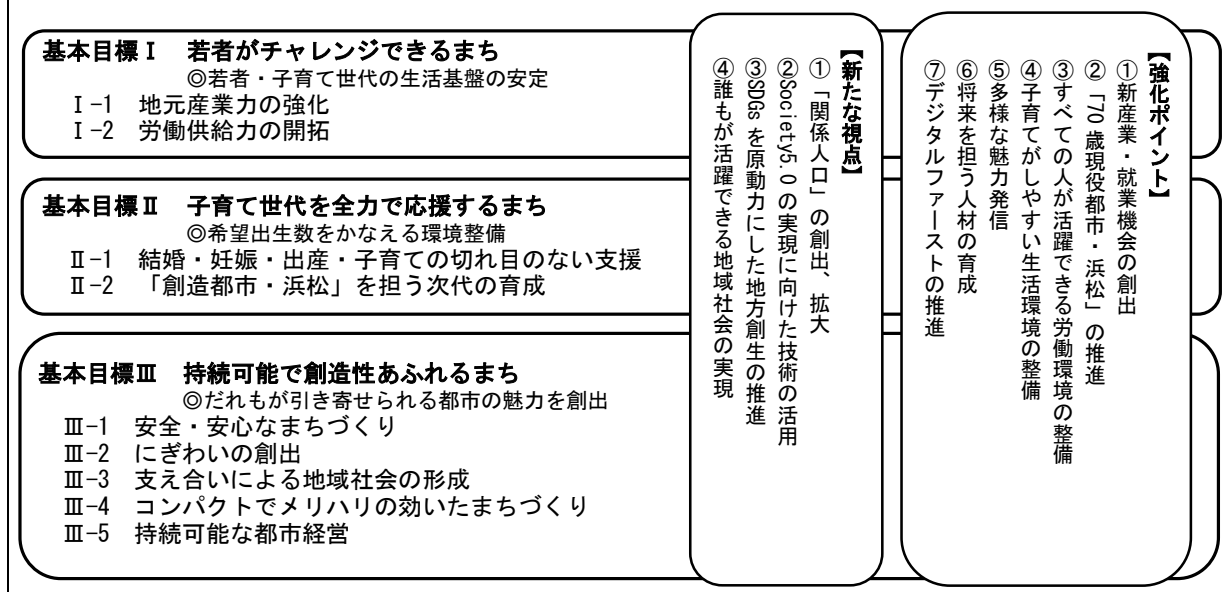 基本目標Ⅰ 若者がチャレンジできるまち
◎若者・子育て世代の生活基盤の安定
Ⅰ-1 地元産業力の強化
Ⅰ-2 労働供給力の開拓
基本目標Ⅱ 子育て世代を全力で応援するまち
◎希望出生数をかなえる環境整備
Ⅱ-1 結婚・妊娠・出産・子育ての切れ目のない支援
Ⅱ-2 「創造都市・浜松」を担う次代の育成
基本目標Ⅲ 持続可能で創造性あふれるまち
◎だれもが引き寄せられる都市の魅力を創出
Ⅲ-1 安全・安心なまちづくり
Ⅲ-2 にぎわいの創出
Ⅲ-3 支え合いによる地域社会の形成
Ⅲ-4 コンパクトでメリハリの効いたまちづくり
Ⅲ-5 持続可能な都市経営
【新たな視点】
①「関係人口」の創出、拡大
②Society5.0の実現に向けた技術の活用
③SDGsを原動力にした地方創生の推進
④誰もが活躍できる地域社会の実現
【強化ポイント】
①新産業・就業機会の創出
②「70歳現役都市・浜松」の推進
③すべての人が活躍できる労働環境の整備
④子育てがしやすい生活環境の整備
⑤多様な魅力発信
⑥将来を担う人材の育成
⑦デジタルファーストの推進